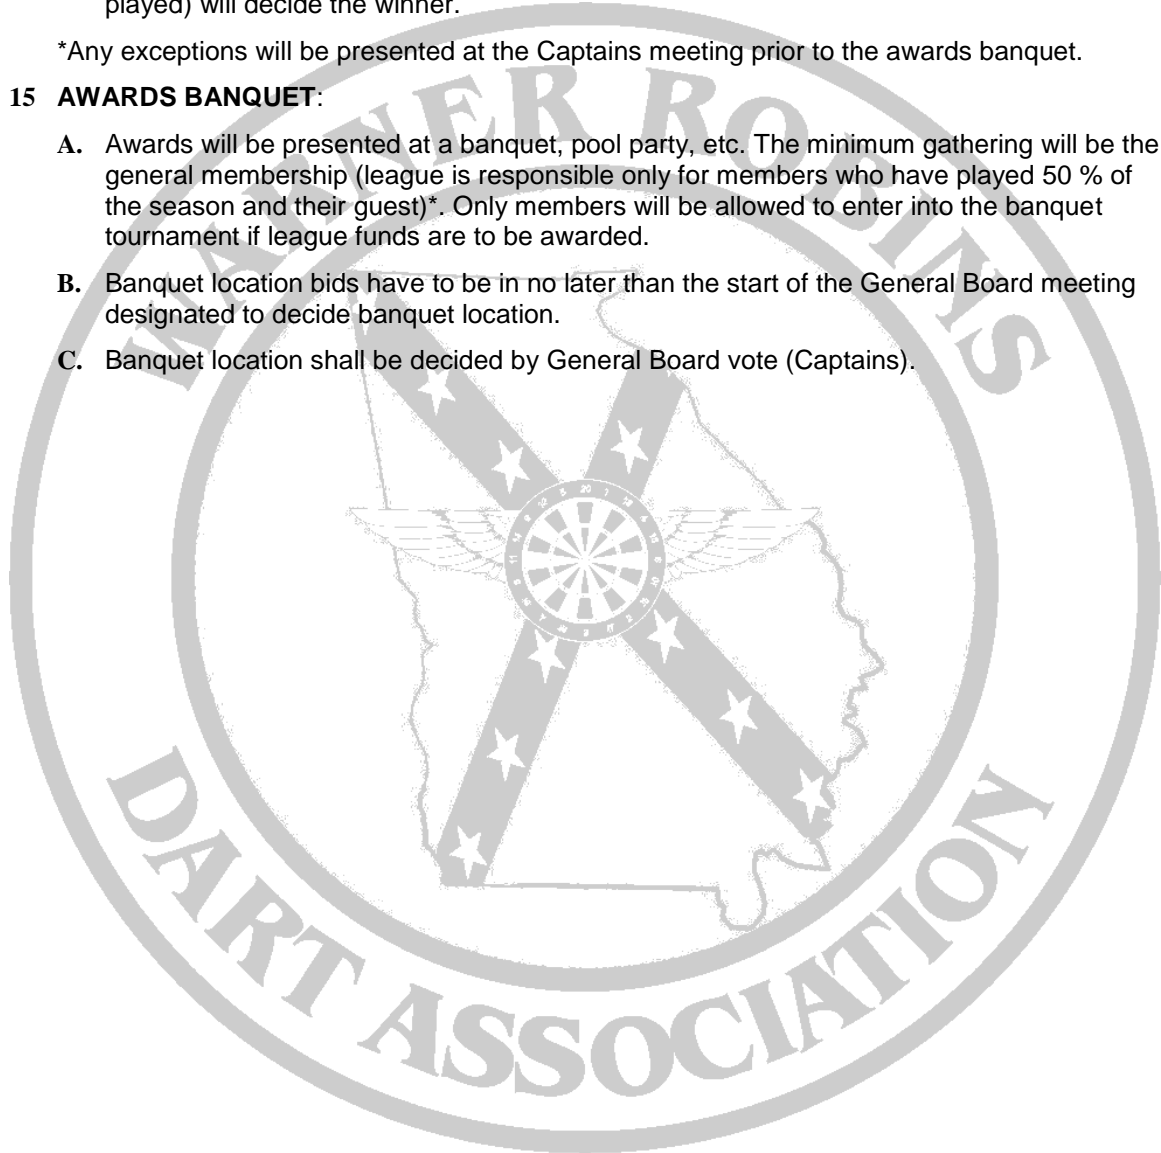 played) will decide the winner.
*Any exceptions will be presented at the Captains meeting prior to the awards banquet.
15 AWARDS BANQUET:
A. Awards will be presented at a banquet, pool party, etc. The minimum gathering will be the
general membership (league is responsible only for members who have played 50 % of
the season and their guest)*. Only members will be allowed to enter into the banquet
tournament if league funds are to be awarded.
B. Banquet location bids have to be in no later than the start of the General Board meeting
designated to decide banquet location.
C. Banquet location shall be decided by General Board vote (Captains).
WARNER ROBINS
DART ASSOCIATION